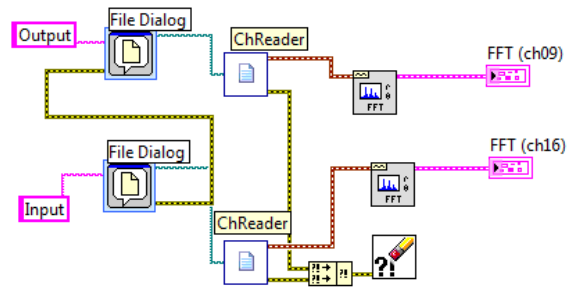 File Dialog
Output
ChReader
FFT (ch09)
FFT
File Dialog
FFT (ch16)
FFT
Input
ChReader
?!
?!
?!
?!